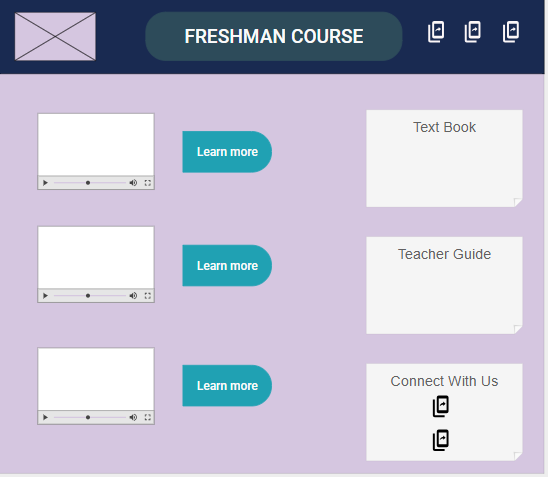 FRESHMAN COURSE
Learn more
Text Book
Learn more
Teacher Guide
Learn more
Connect With Us